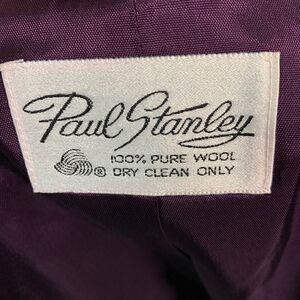 Paul Stanley
100% PURE WOOL
® DRY CLEAN ONLY